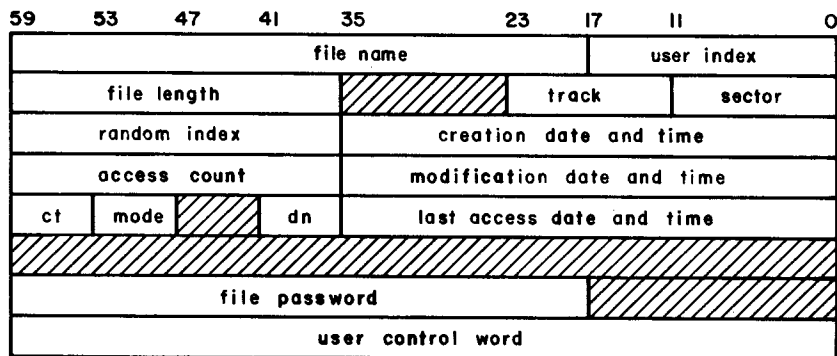 59 53 47 41 35 23 17 11 0
file name user index
file length track sector
random index creation date and time
access count modification date and time
ct mode dn last access date and time
file password
user control word